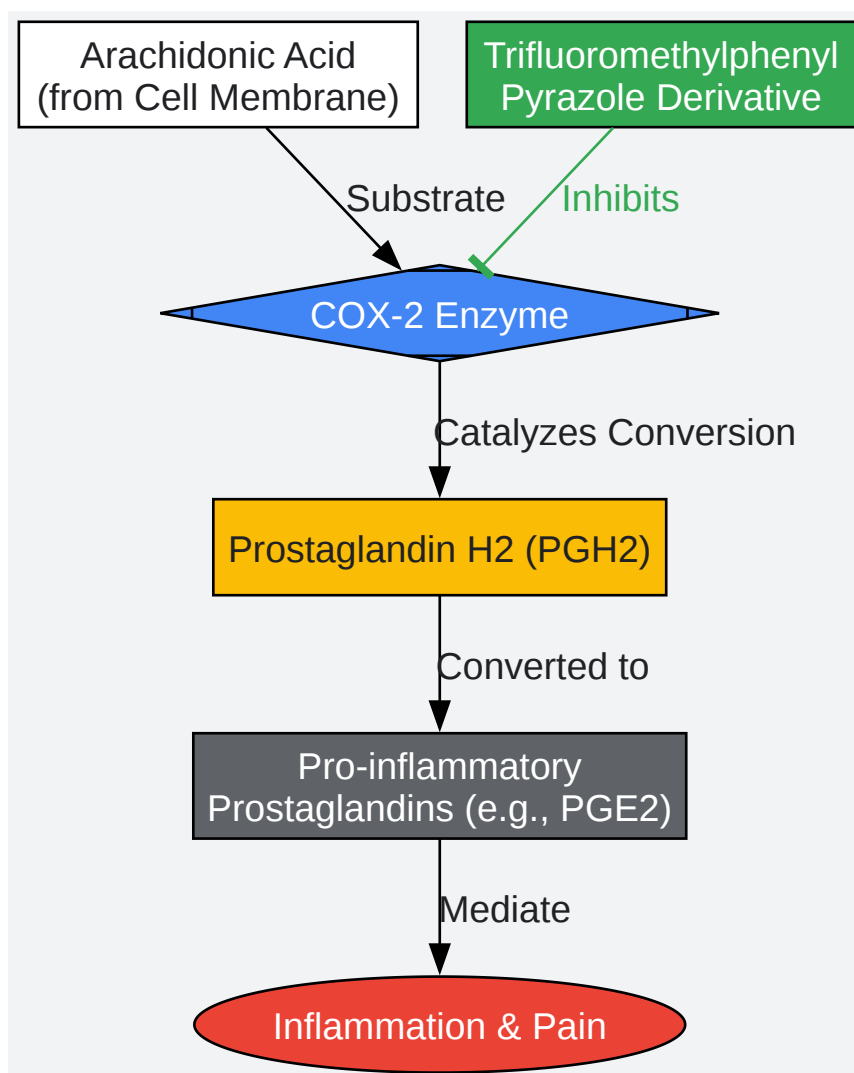 Arachidonic Acid
(from Cell Membrane)
Trifluoromethylphenyl
Pyrazole Derivative
Substrate
Inhibits
COX-2 Enzyme
Catalyzes Conversion
Prostaglandin H2 (PGH2)
Converted to
Pro-inflammatory
Prostaglandins (e.g., PGE2)
Mediate
Inflammation & Pain